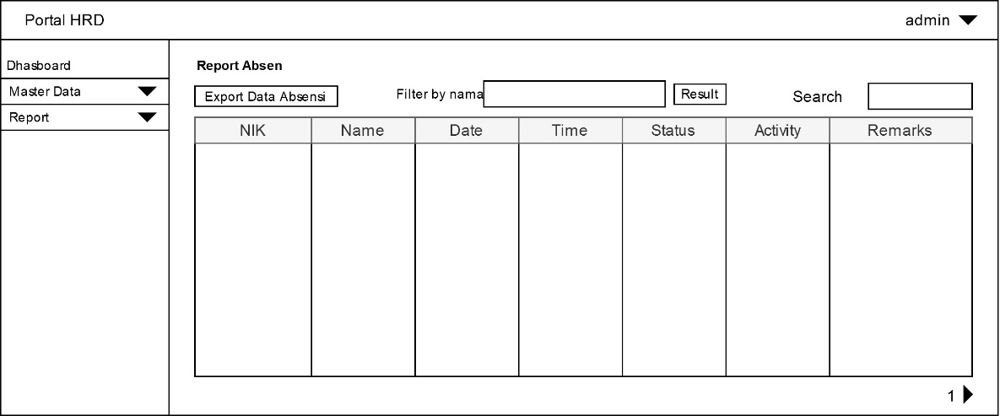 Portal HRD admin
Dhasboard
Report Absen
Master Data
Export Data Absensi Filter by nama Result Search
Report
NIK Name Date Time Status Activity Remarks
1